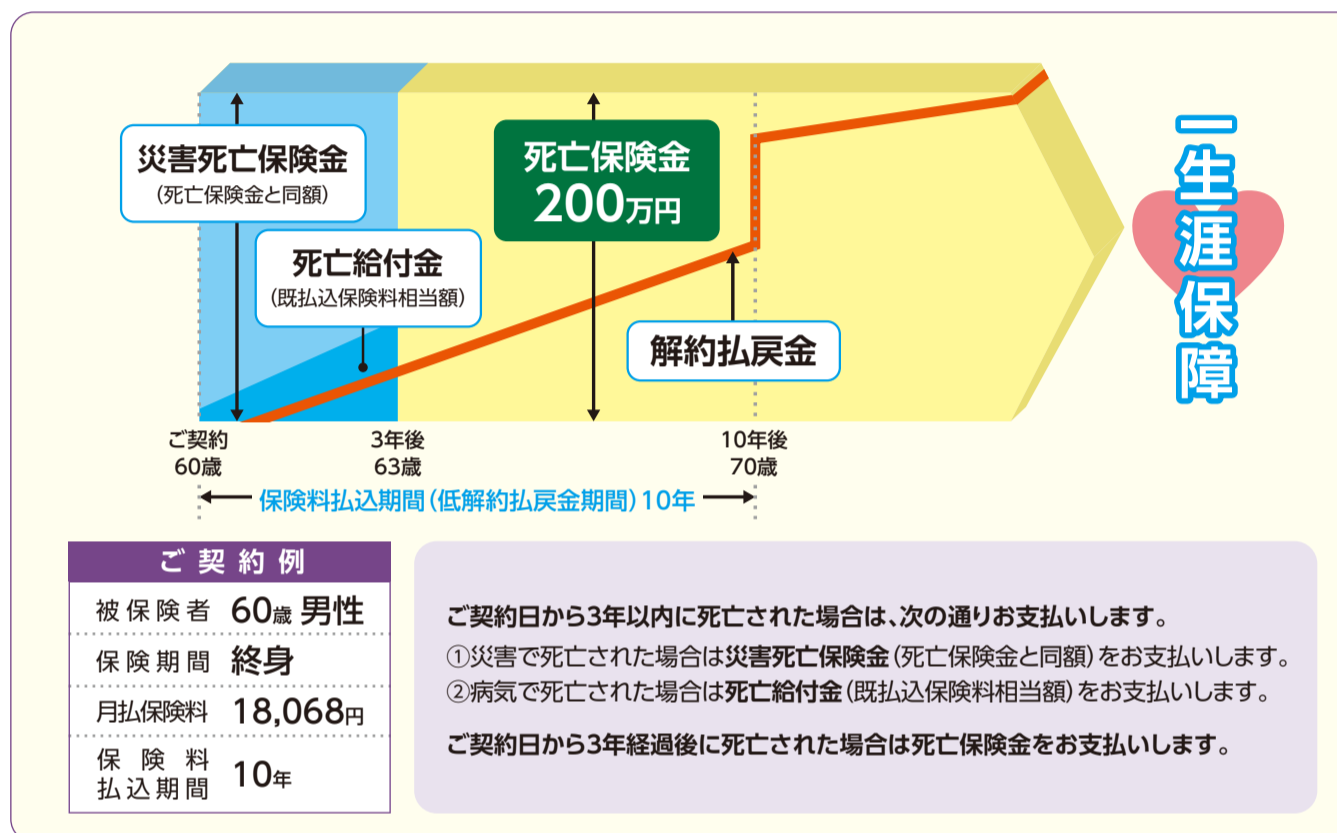 災害死亡保険金
(死亡保険金と同額)
死亡保険金
200万円
死亡給付金
(既払込保険料相当額)
解約払戻金
一生涯保障
ご契約
60歳
3年後
63歳
10年後
70歳
保険料払込期間(低解約払戻金期間)10年
ご契約例
被保険者 60歳 男性
保険期間 終身
月払保険料 18,068円
保険料
払込期間 10年
ご契約日から3年以内に死亡された場合は、次の通りお支払いします。
①災害で死亡された場合は災害死亡保険金(死亡保険金と同額)をお支払いします。
②病気で死亡された場合は死亡給付金(既払込保険料相当額)をお支払いします。
ご契約日から3年経過後に死亡された場合は死亡保険金をお支払いします。